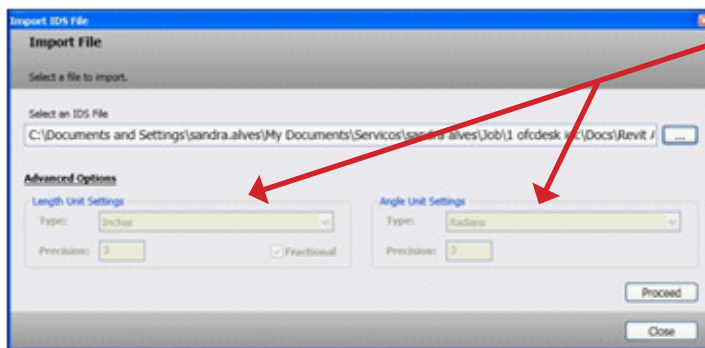 Import IDS File
Import File
Select a file to import.
Select an IDS File
C:\Documents and Settings\sandra.alves\My Documents\Servicos\sandra alves\Job\1 ofcdesk inc\Docs\Revit A
...
Advanced Options
Length Unit Settings
Angle Unit Settings
Type: Inches
Type: Radians
Precision: 3
Fractional
Precision: 3
Proceed
Close